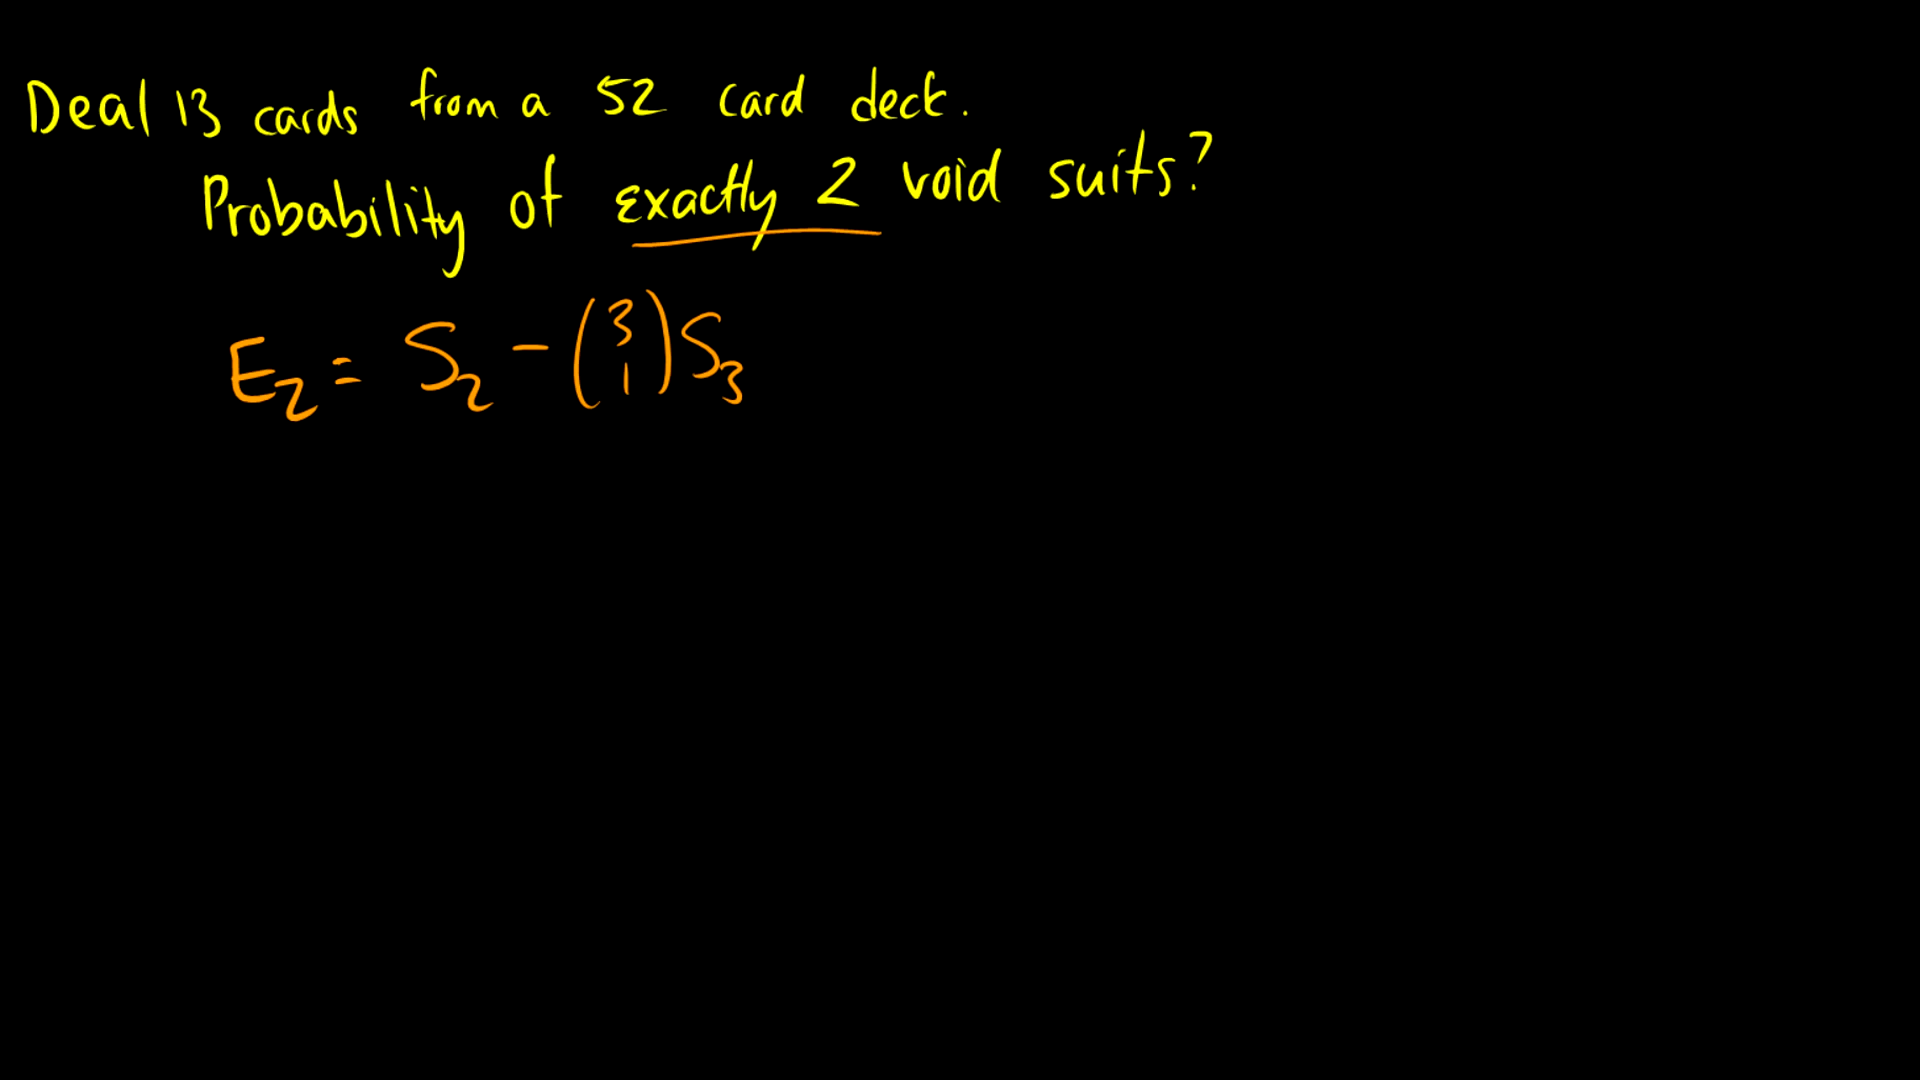 Deal 13 cards from a 52 card deck.
Probability of exactly 2 void suits?
E₂ = S₂ - (3 1) S₃